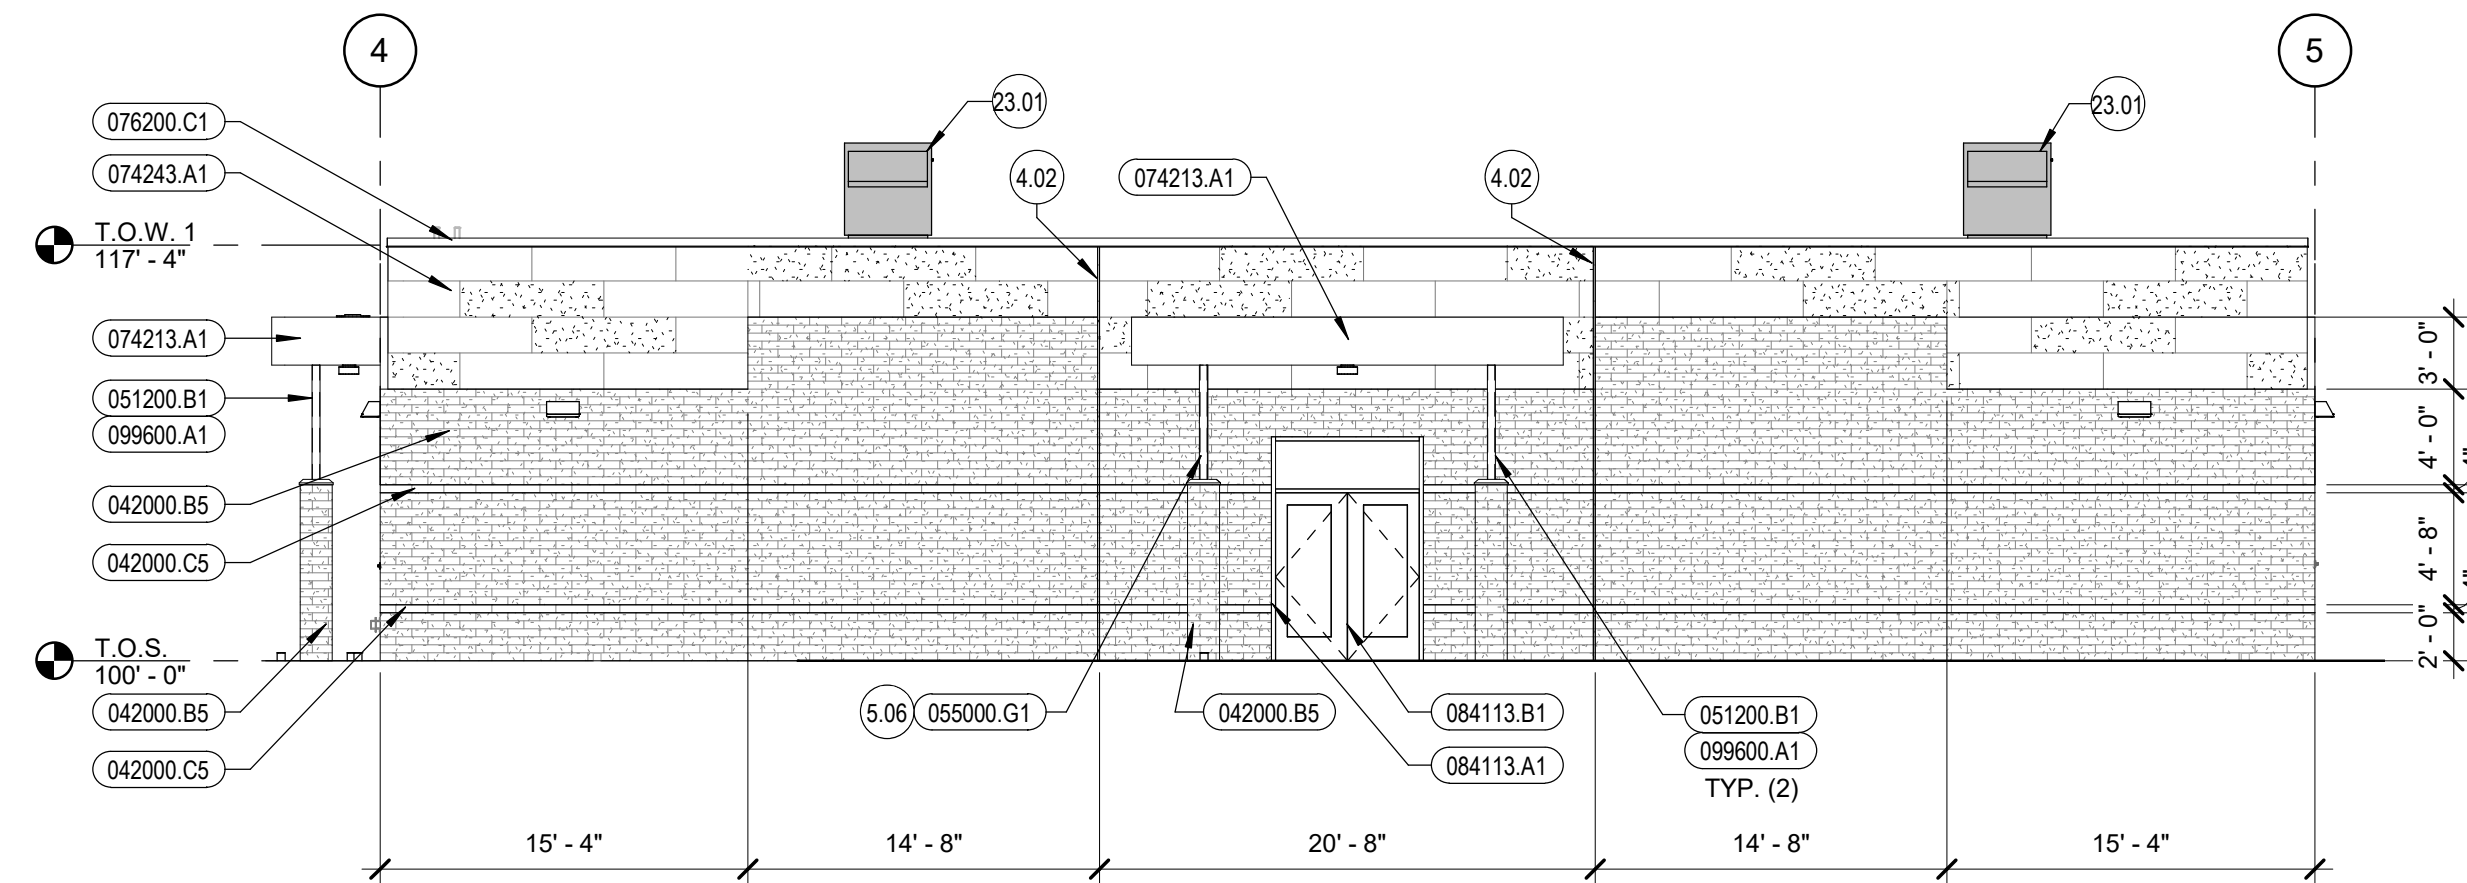 4
5
23.01
23.01
076200.C1
074243.A1
4.02
074213.A1
4.02
T.O.W. 1
117' - 4"
074213.A1
051200.B1
099600.A1
042000.B5
042000.C5
3' - 0"
4' - 0"
4' - 8"
2' - 0"
T.O.S.
100' - 0"
042000.B5
042000.C5
5.06
055000.G1
042000.B5
084113.B1
084113.A1
051200.B1
099600.A1
TYP. (2)
15' - 4"
14' - 8"
20' - 8"
14' - 8"
15' - 4"